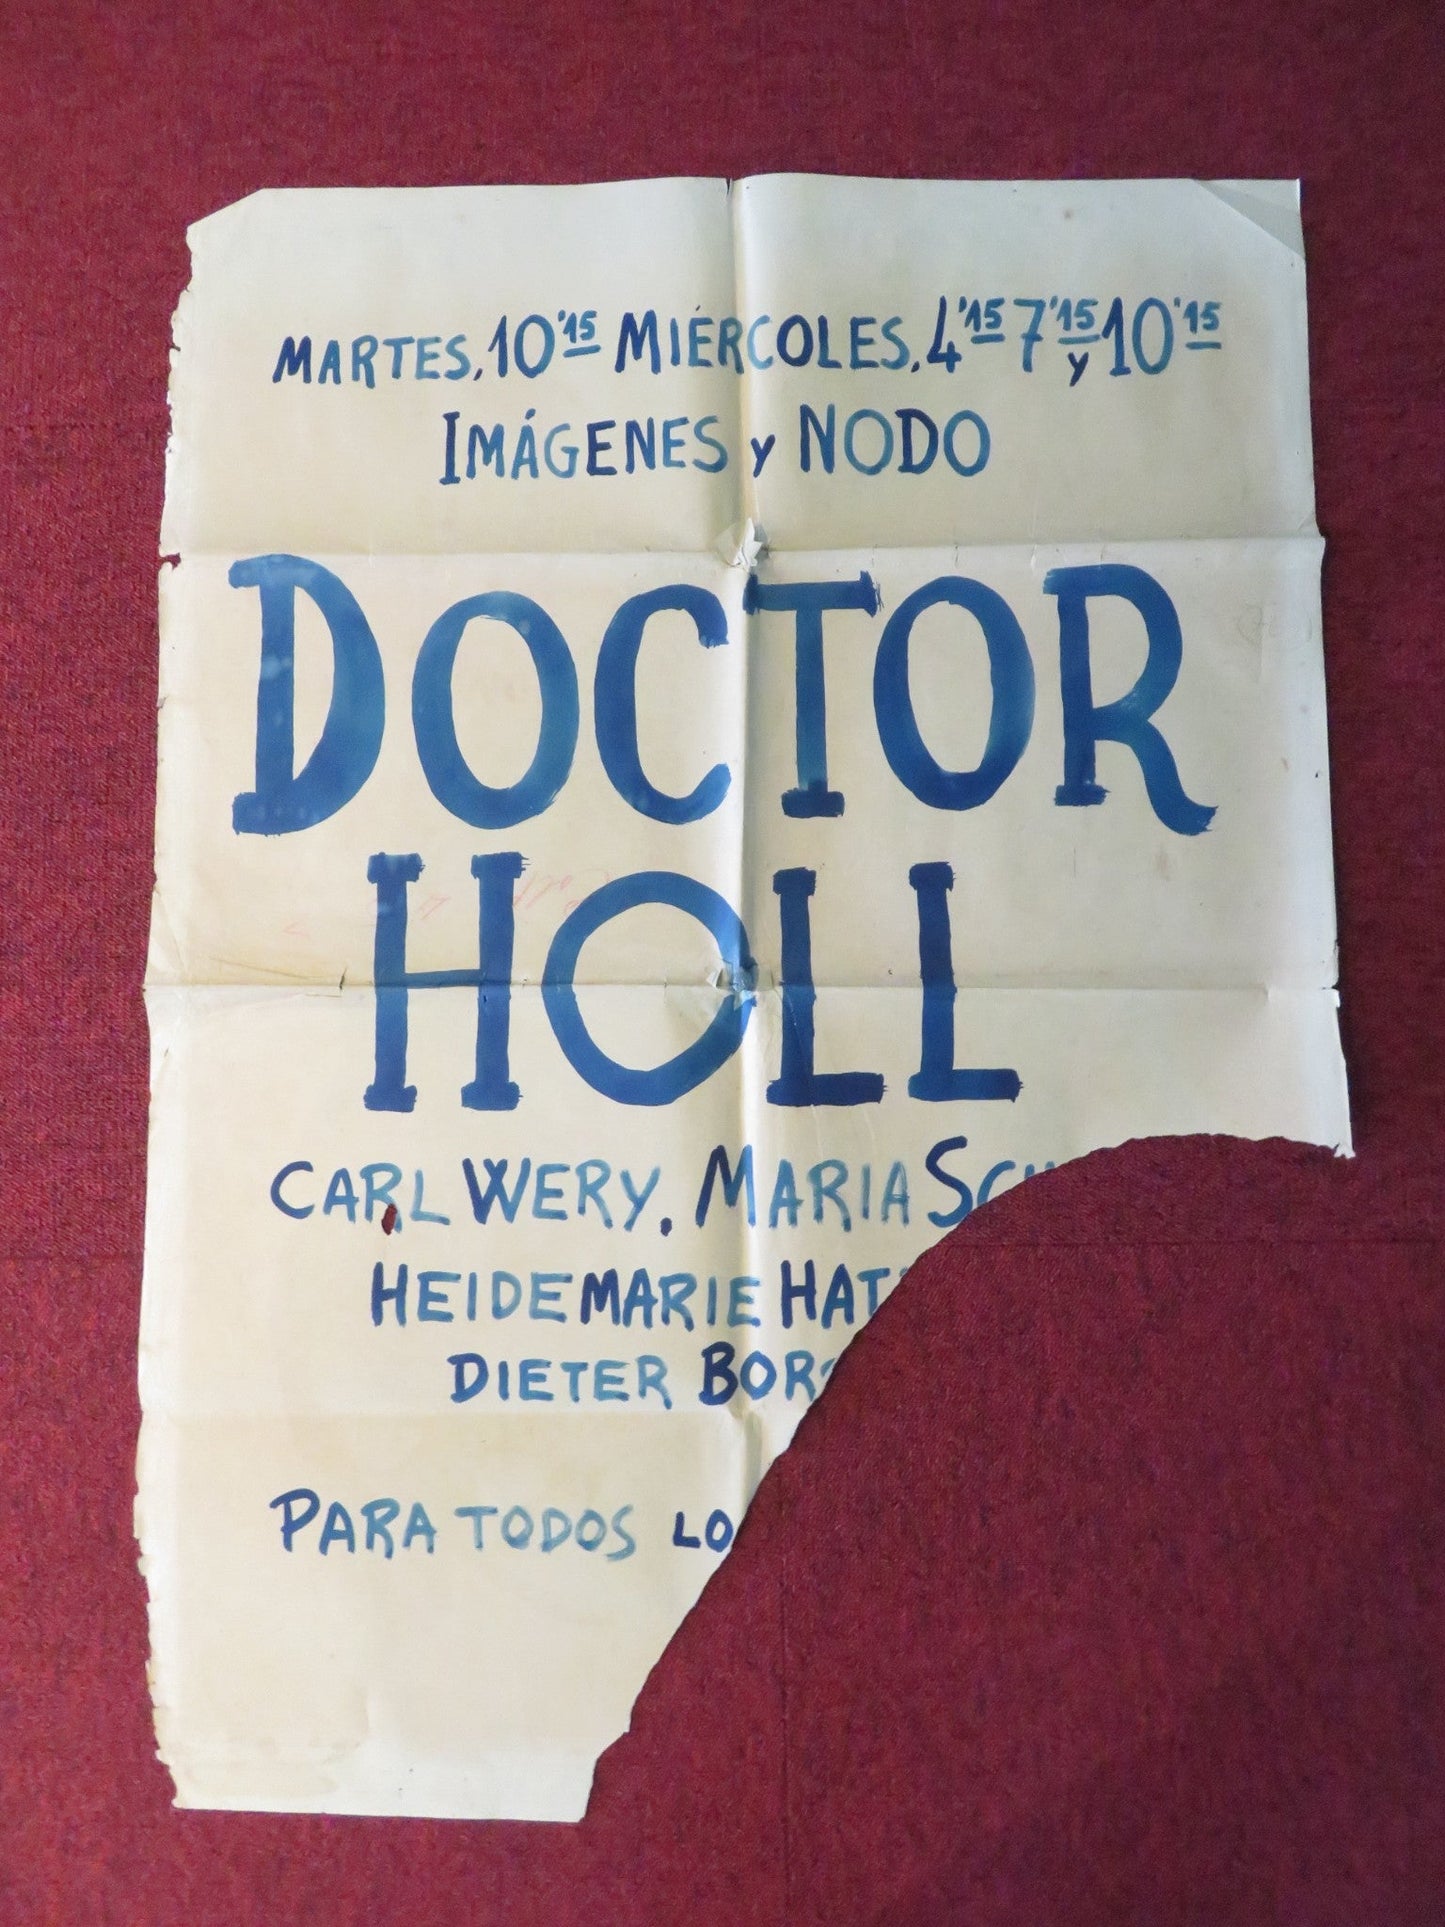 MARTES, 10'15 MIÉRCOLES, 4'15 7'15 y 10'15
IMÁGENES y NODO
DOCTOR
HOLL
CARL WERY. MARIA
HEIDEMARIE
DIETER
PARA TODOS